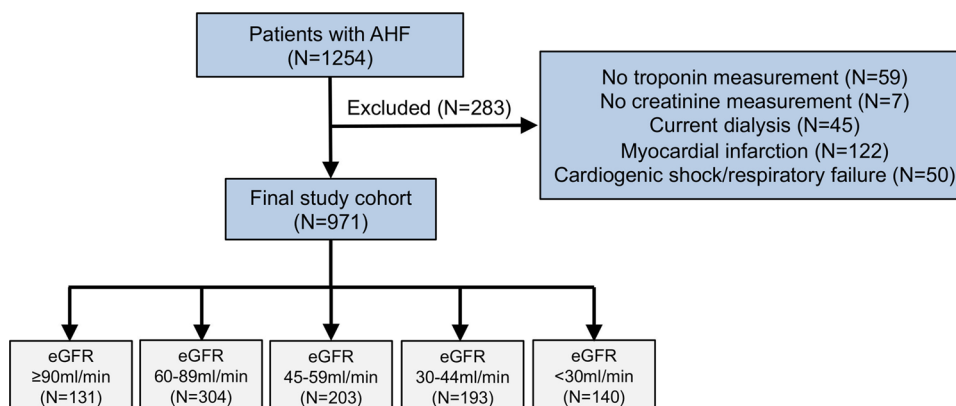 Patients with AHF
(N=1254)
Excluded (N=283)
No troponin measurement (N=59)
No creatinine measurement (N=7)
Current dialysis (N=45)
Myocardial infarction (N=122)
Cardiogenic shock/respiratory failure (N=50)
Final study cohort
(N=971)
eGFR
≥90ml/min
(N=131)
eGFR
60-89ml/min
(N=304)
eGFR
45-59ml/min
(N=203)
eGFR
30-44ml/min
(N=193)
eGFR
<30ml/min
(N=140)